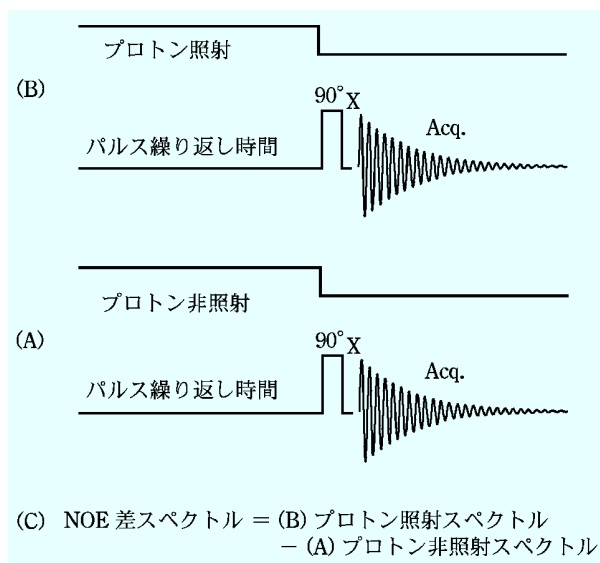 プロトン照射
(B)
90°X
Acq.
パルス繰り返し時間
プロトン非照射
(A)
90°X
Acq.
パルス繰り返し時間
(C) NOE 差スペクトル = (B) プロトン照射スペクトル
− (A) プロトン非照射スペクトル